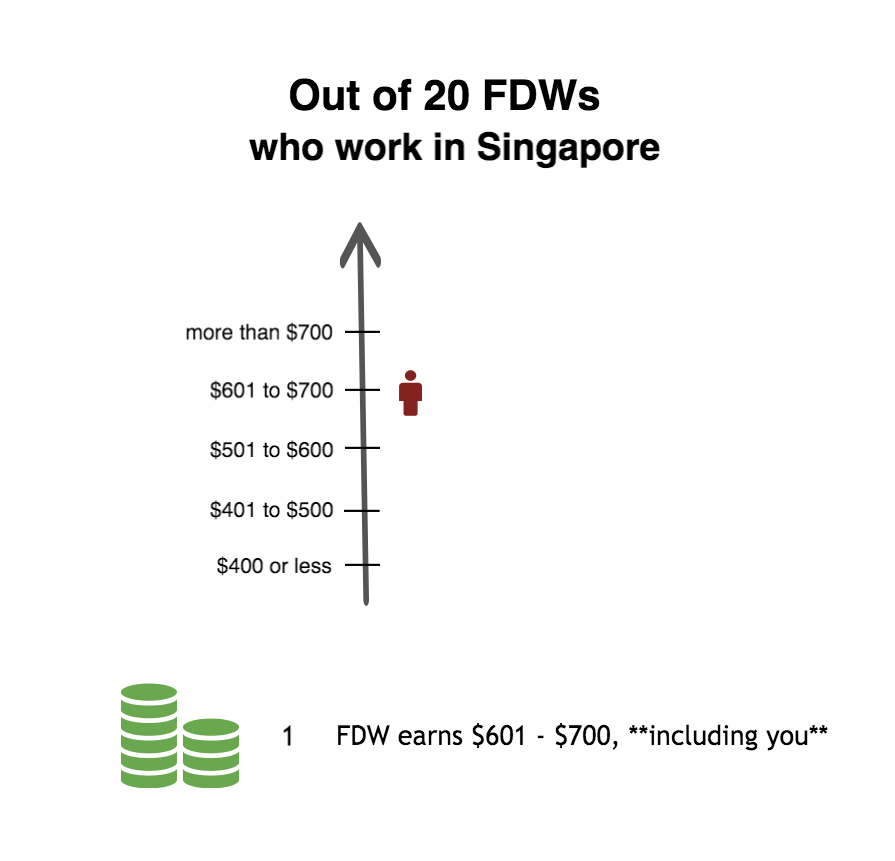 Out of 20 FDWs
who work in Singapore
more than $700
$601 to $700
$501 to $600
$401 to $500
$400 or less
1 FDW earns $601 - $700, **including you**